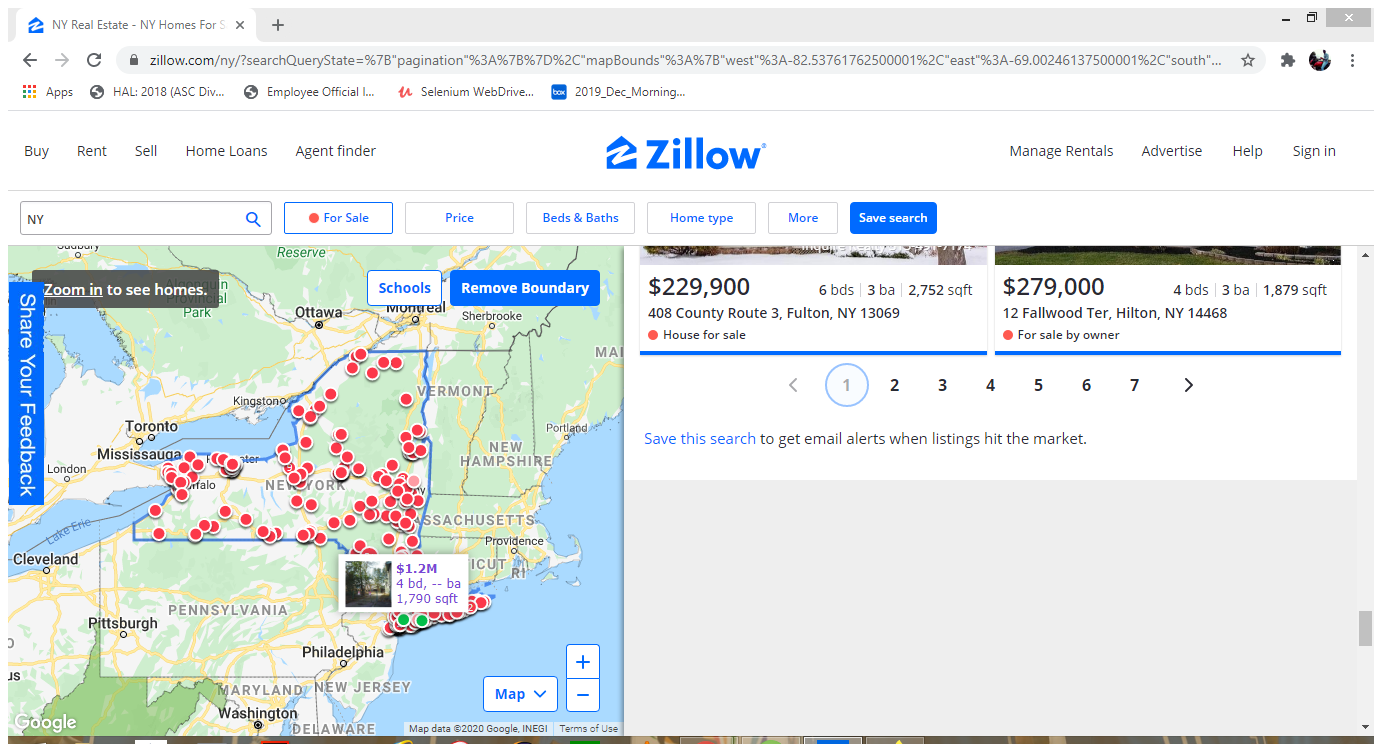 NY Real Estate - NY Homes For S
zillow.com/ny/?searchQueryState=%7B"pagination"%3A%7B%7D%2C"mapBounds"%3A%7B"west"%3A-82.53761762500001%2C"east"%3A-69.00246137500001%2C"south"...
Apps HAL: 2018 (ASC Div... Employee Official I... Selenium WebDrive... box 2019_Dec_Morning...
Buy Rent Sell Home Loans Agent finder Zillow Manage Rentals Advertise Help Sign in
NY For Sale Price Beds & Baths Home type More Save search
Reserve
Zoom in to see homes.
Park
Schools Remove Boundary
Share Your Feedback
Ottawa
Montreal
Sherbrooke
VERMONT
Kingston
Toronto
Mississauga
Portland
NEW
HAMPSHIRE
London
NEW YORK
Lake Erie
Providence
Cleveland
RI
$1.2M
4 bd, -- ba
1,790 sqft
PENNSYLVANIA
Pittsburgh
Philadelphia
MARYLAND
NEW JERSEY
Washington
DELAWARE
+
Map
−
Google
Map data ©2020 Google, INEGI Terms of Use
$229,900 6 bds 3 ba 2,752 sqft
408 County Route 3, Fulton, NY 13069
House for sale
$279,000 4 bds 3 ba 1,879 sqft
12 Fallwood Ter, Hilton, NY 14468
For sale by owner
1 2 3 4 5 6 7
Save this search to get email alerts when listings hit the market.